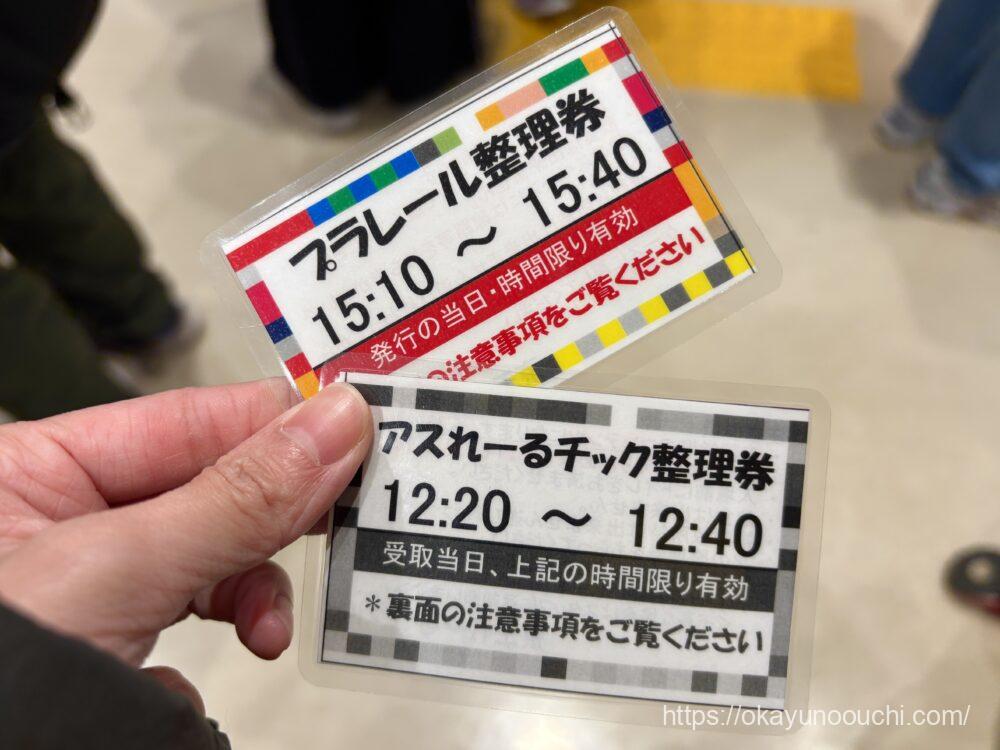 プラレール整理券
15:10 ～ 15:40
発行の当日・時間限り有効
の注意事項をご覧ください
アスれーるチック整理券
12:20 ～ 12:40
受取当日、上記の時間限り有効
＊裏面の注意事項をご覧ください
https://okayunoouchi.com/